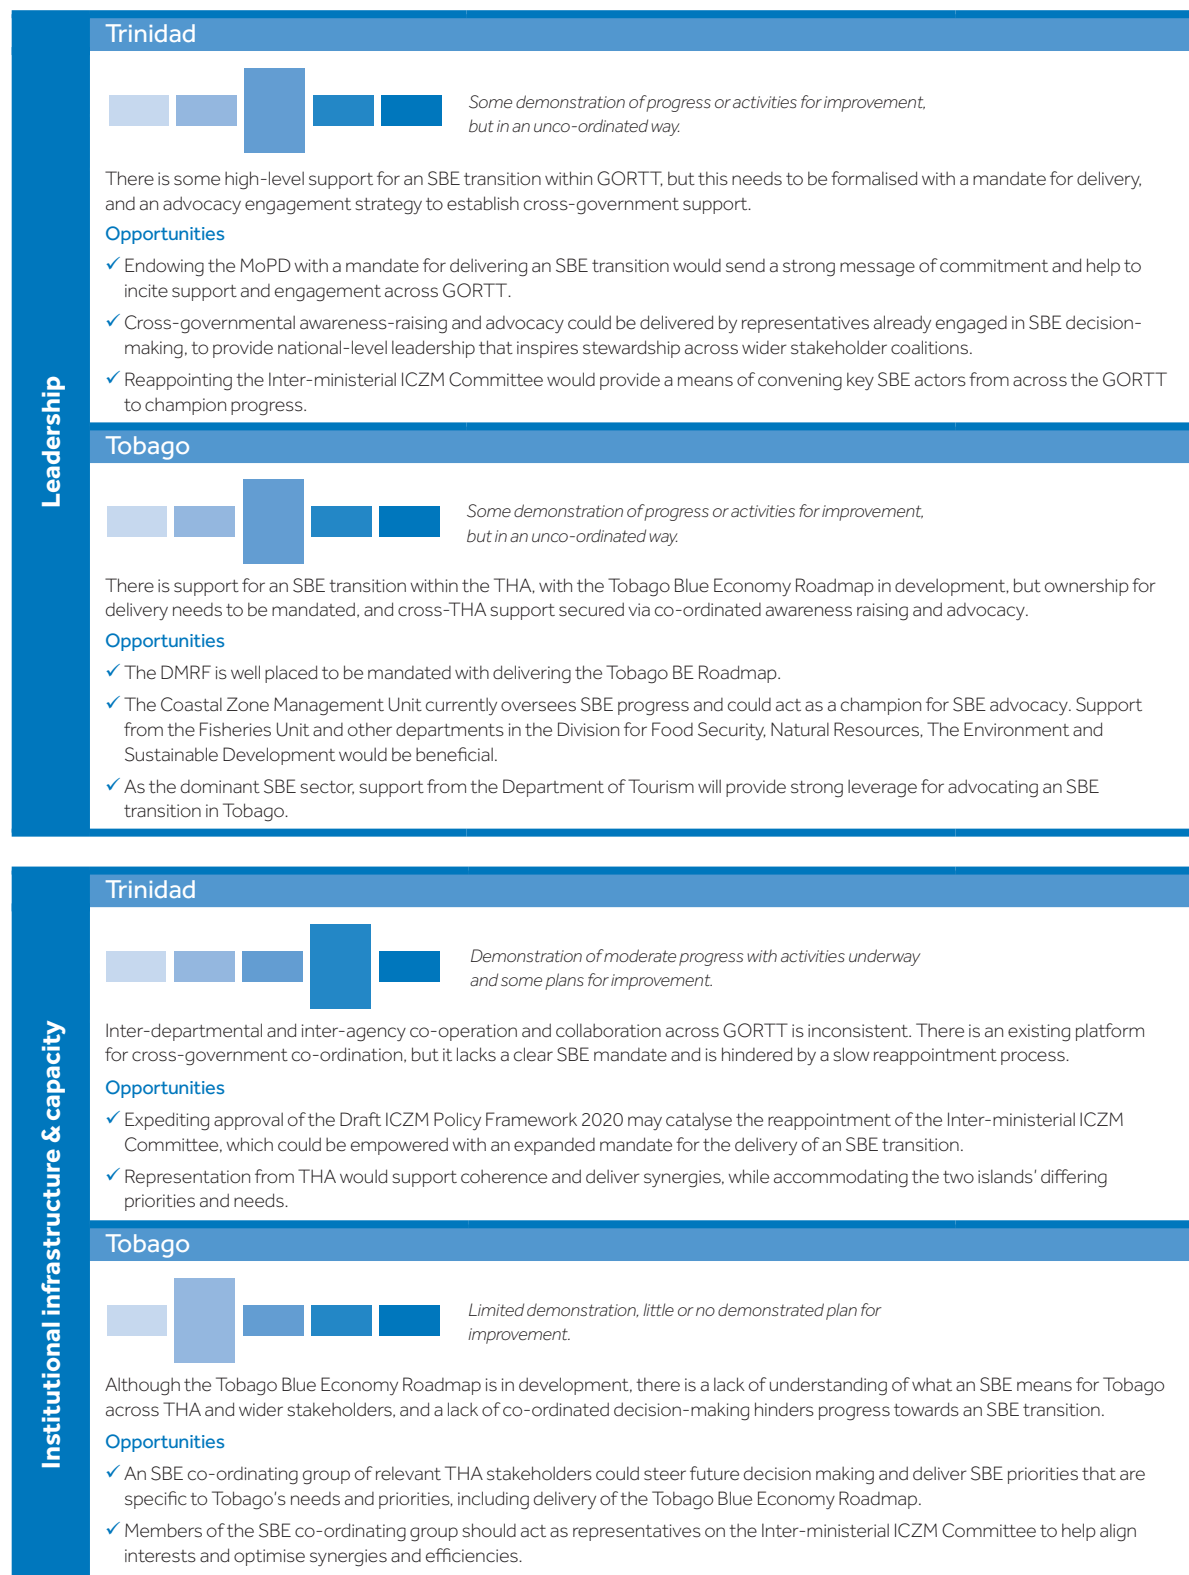 Leadership
Trinidad
Some demonstration of progress or activities for improvement,
but in an unco-ordinated way.
There is some high-level support for an SBE transition within GORTT, but this needs to be formalised with a mandate for delivery,
and an advocacy engagement strategy to establish cross-government support.
Opportunities
✓ Endowing the MoPD with a mandate for delivering an SBE transition would send a strong message of commitment and help to
incite support and engagement across GORTT.
✓ Cross-governmental awareness-raising and advocacy could be delivered by representatives already engaged in SBE decision-
making, to provide national-level leadership that inspires stewardship across wider stakeholder coalitions.
✓ Reappointing the Inter-ministerial ICZM Committee would provide a means of convening key SBE actors from across the GORTT
to champion progress.
Tobago
Some demonstration of progress or activities for improvement,
but in an unco-ordinated way.
There is support for an SBE transition within the THA, with the Tobago Blue Economy Roadmap in development, but ownership for
delivery needs to be mandated, and cross-THA support secured via co-ordinated awareness raising and advocacy.
Opportunities
✓ The DMRF is well placed to be mandated with delivering the Tobago BE Roadmap.
✓ The Coastal Zone Management Unit currently oversees SBE progress and could act as a champion for SBE advocacy. Support
from the Fisheries Unit and other departments in the Division for Food Security, Natural Resources, The Environment and
Sustainable Development would be beneficial.
✓ As the dominant SBE sector, support from the Department of Tourism will provide strong leverage for advocating an SBE
transition in Tobago.
Institutional infrastructure & capacity
Trinidad
Demonstration of moderate progress with activities underway
and some plans for improvement.
Inter-departmental and inter-agency co-operation and collaboration across GORTT is inconsistent. There is an existing platform
for cross-government co-ordination, but it lacks a clear SBE mandate and is hindered by a slow reappointment process.
Opportunities
✓ Expediting approval of the Draft ICZM Policy Framework 2020 may catalyse the reappointment of the Inter-ministerial ICZM
Committee, which could be empowered with an expanded mandate for the delivery of an SBE transition.
✓ Representation from THA would support coherence and deliver synergies, while accommodating the two islands' differing
priorities and needs.
Tobago
Limited demonstration, little or no demonstrated plan for
improvement.
Although the Tobago Blue Economy Roadmap is in development, there is a lack of understanding of what an SBE means for Tobago
across THA and wider stakeholders, and a lack of co-ordinated decision-making hinders progress towards an SBE transition.
Opportunities
✓ An SBE co-ordinating group of relevant THA stakeholders could steer future decision making and deliver SBE priorities that are
specific to Tobago's needs and priorities, including delivery of the Tobago Blue Economy Roadmap.
✓ Members of the SBE co-ordinating group should act as representatives on the Inter-ministerial ICZM Committee to help align
interests and optimise synergies and efficiencies.